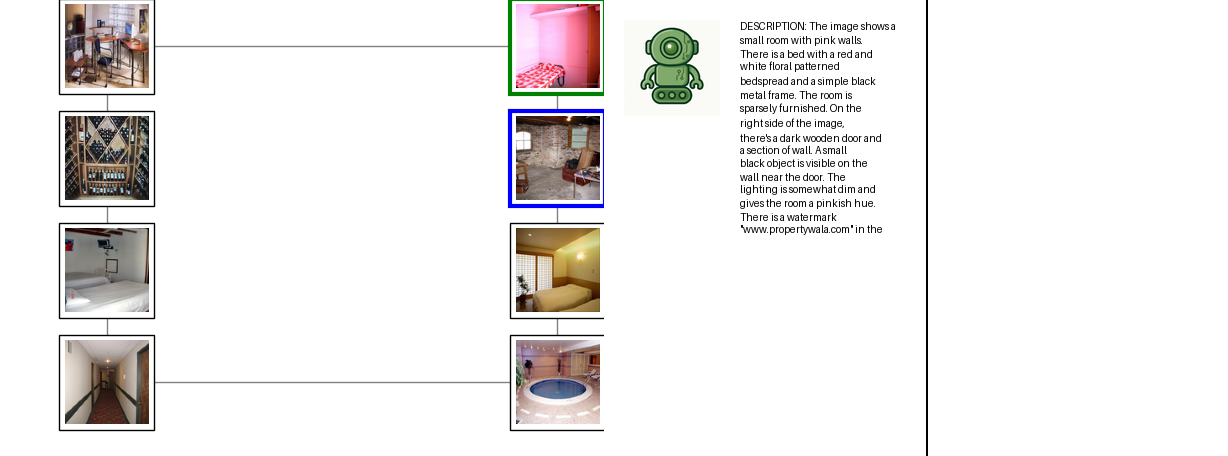 DESCRIPTION: The image shows a
small room with pink walls.
There is a bed with a red and
white floral patterned
bedspread and a simple black
metal frame. The room is
sparsely furnished. On the
right side of the image,
there's a dark wooden door and
a section of wall. A small
black object is visible on the
wall near the door. The
lighting is somewhat dim and
gives the room a pinkish hue.
There is a watermark
"www.propertywala.com" in the